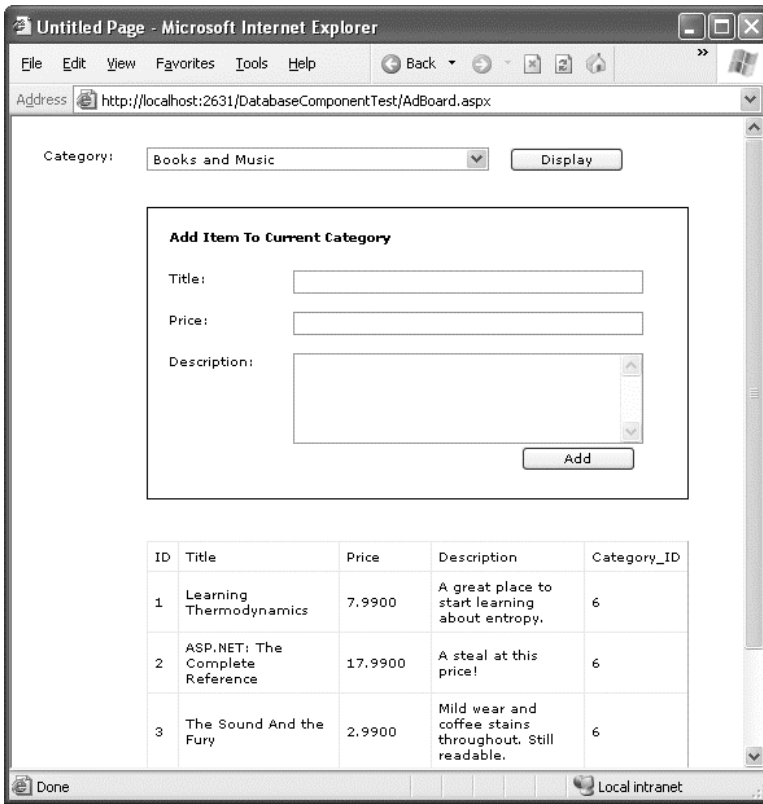 Untitled Page - Microsoft Internet Explorer
File Edit View Favorites Tools Help Back »
Address http://localhost:2631/DatabaseComponentTest/AdBoard.aspx
Category: Books and Music Display
Add Item To Current Category
Title:
Price:
Description:
Add
ID Title Price Description Category_ID
1 Learning Thermodynamics 7.9900 A great place to start learning about entropy. 6
2 ASP.NET: The Complete Reference 17.9900 A steal at this price! 6
3 The Sound And the Fury 2.9900 Mild wear and coffee stains throughout. Still readable. 6
Done Local intranet